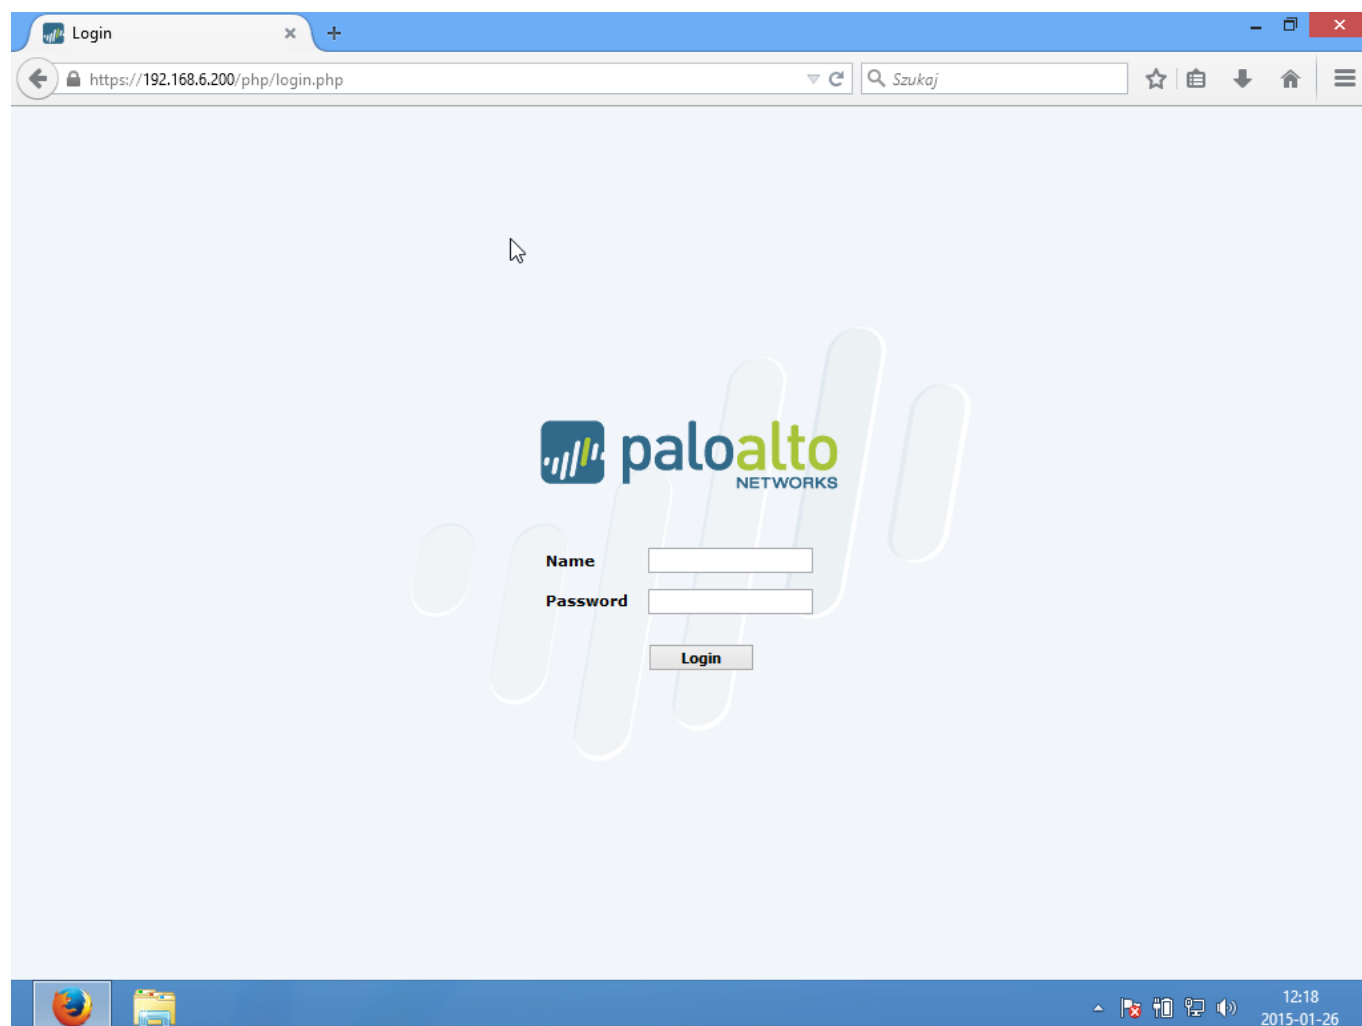 Login
https://192.168.6.200/php/login.php
Szukaj
paloalto
NETWORKS
Name
Password
Login
12:18
2015-01-26